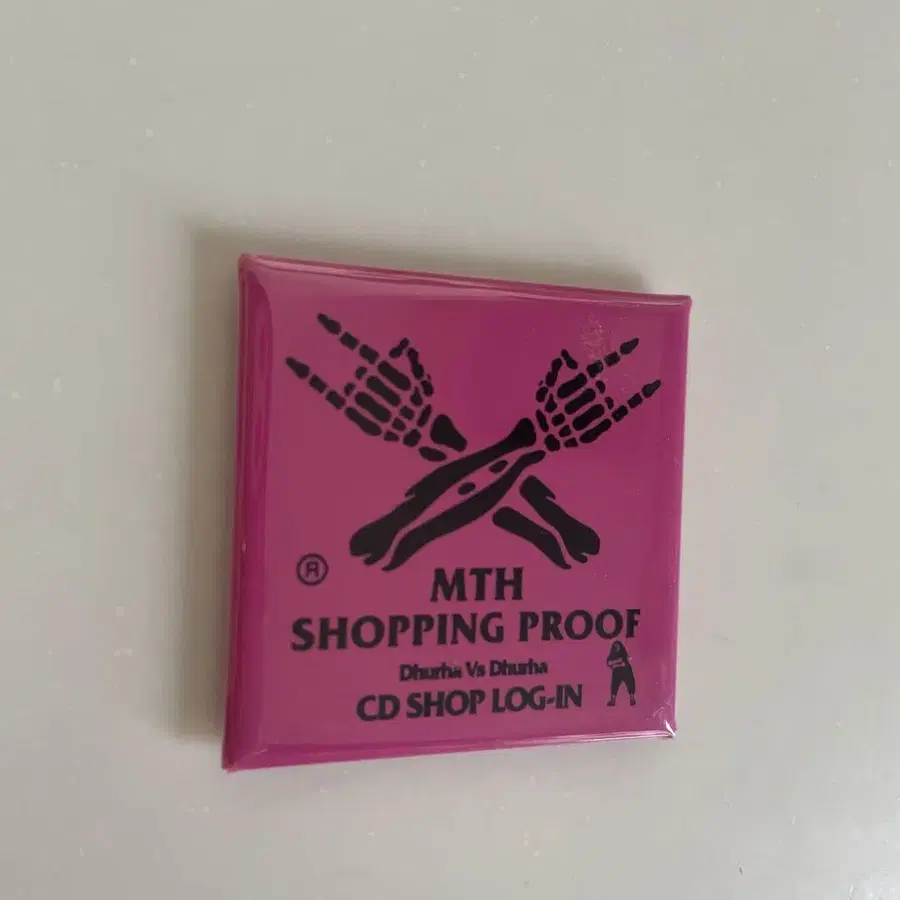 ®
MTH
SHOPPING PROOF
Dhurha Vs Dhurha
CD SHOP LOG-IN